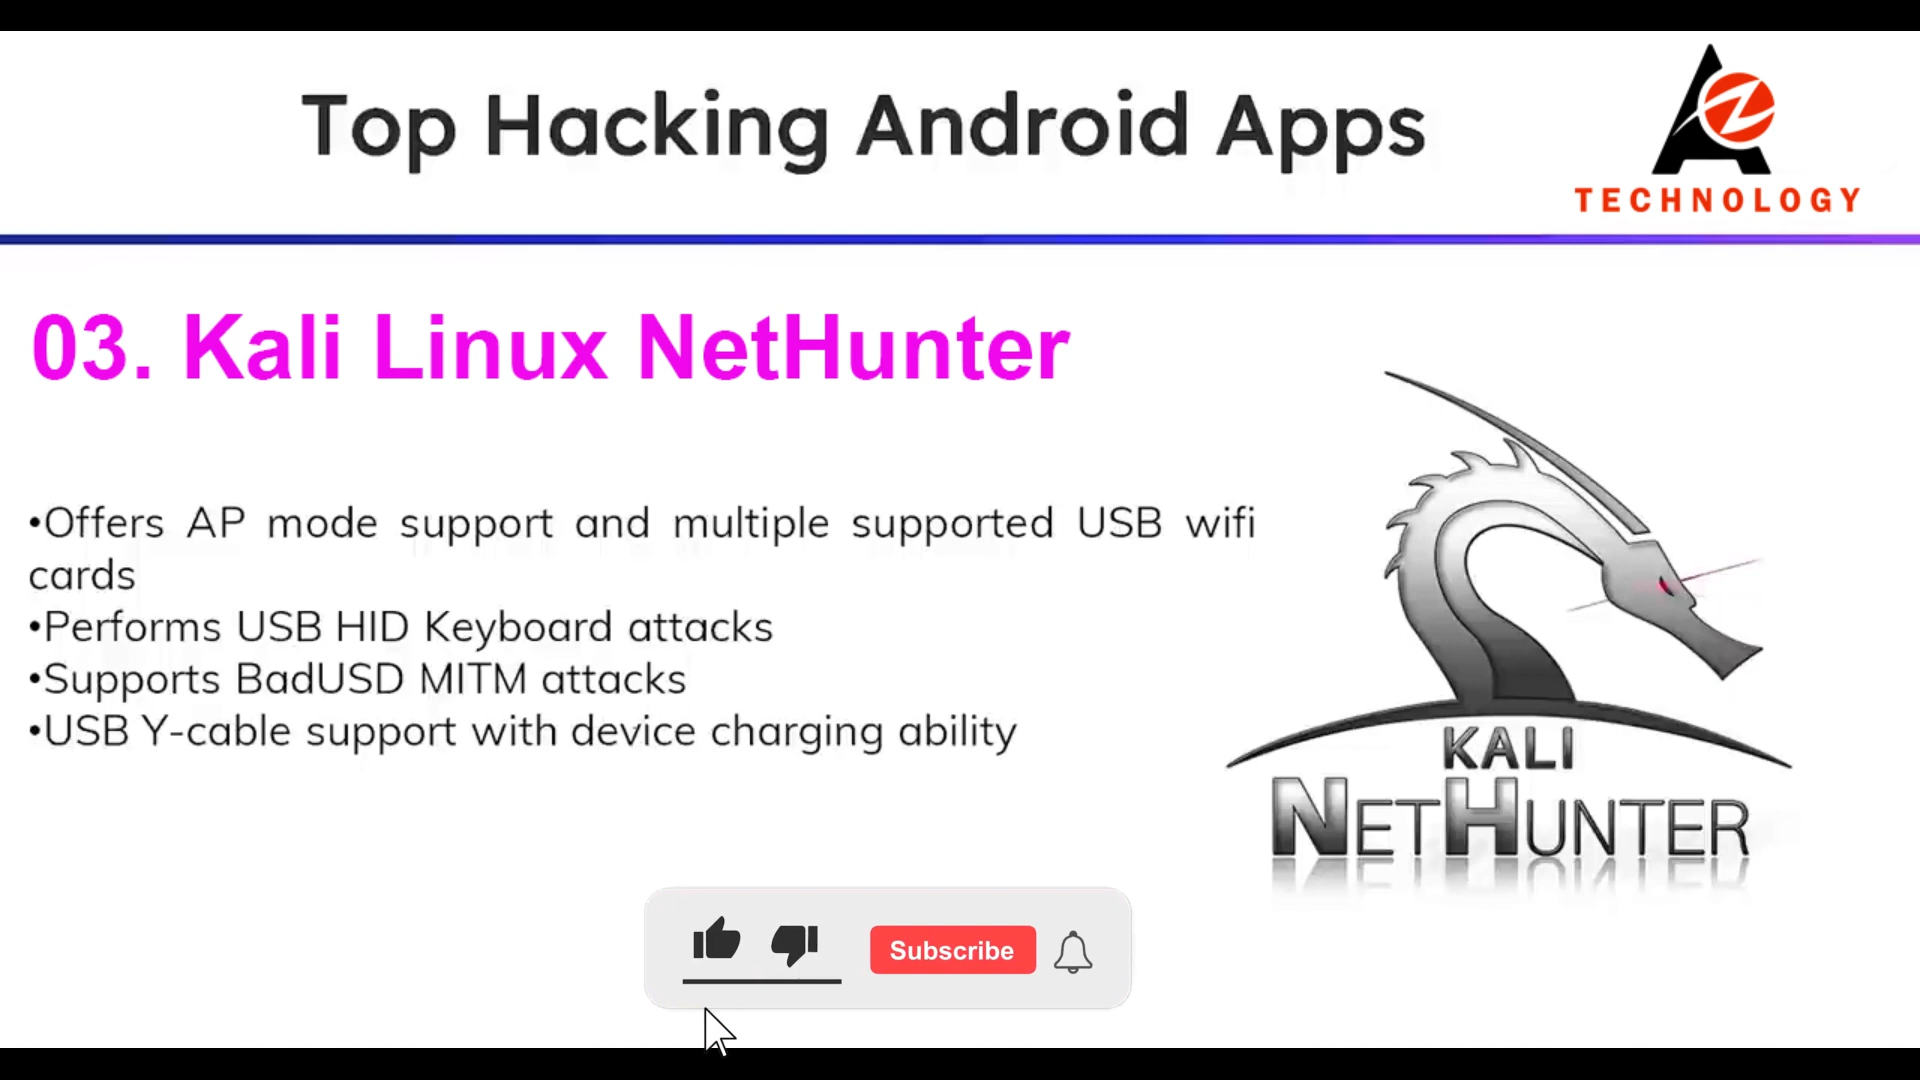 Top Hacking Android Apps
TECHNOLOGY
03. Kali Linux NetHunter
•Offers AP mode support and multiple supported USB wifi
cards
•Performs USB HID Keyboard attacks
•Supports BadUSD MITM attacks
•USB Y-cable support with device charging ability
KALI
NETHUNTER
Subscribe